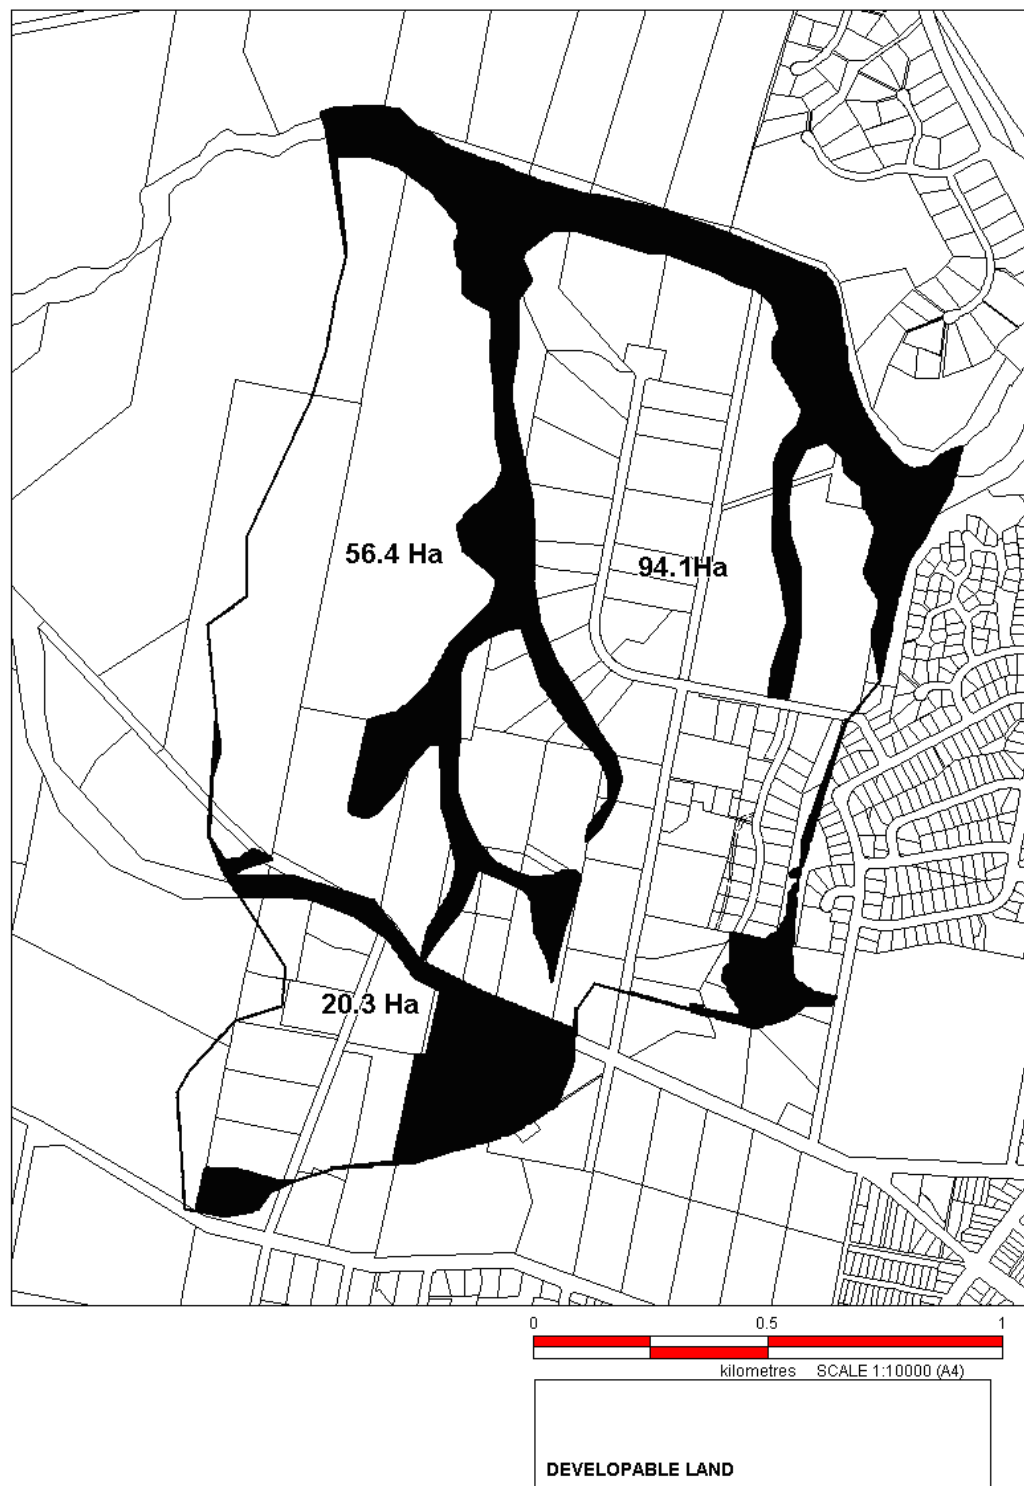 56.4 Ha
94.1Ha
20.3 Ha
0 0.5 1
kilometres SCALE 1:10000 (A4)
DEVELOPABLE LAND